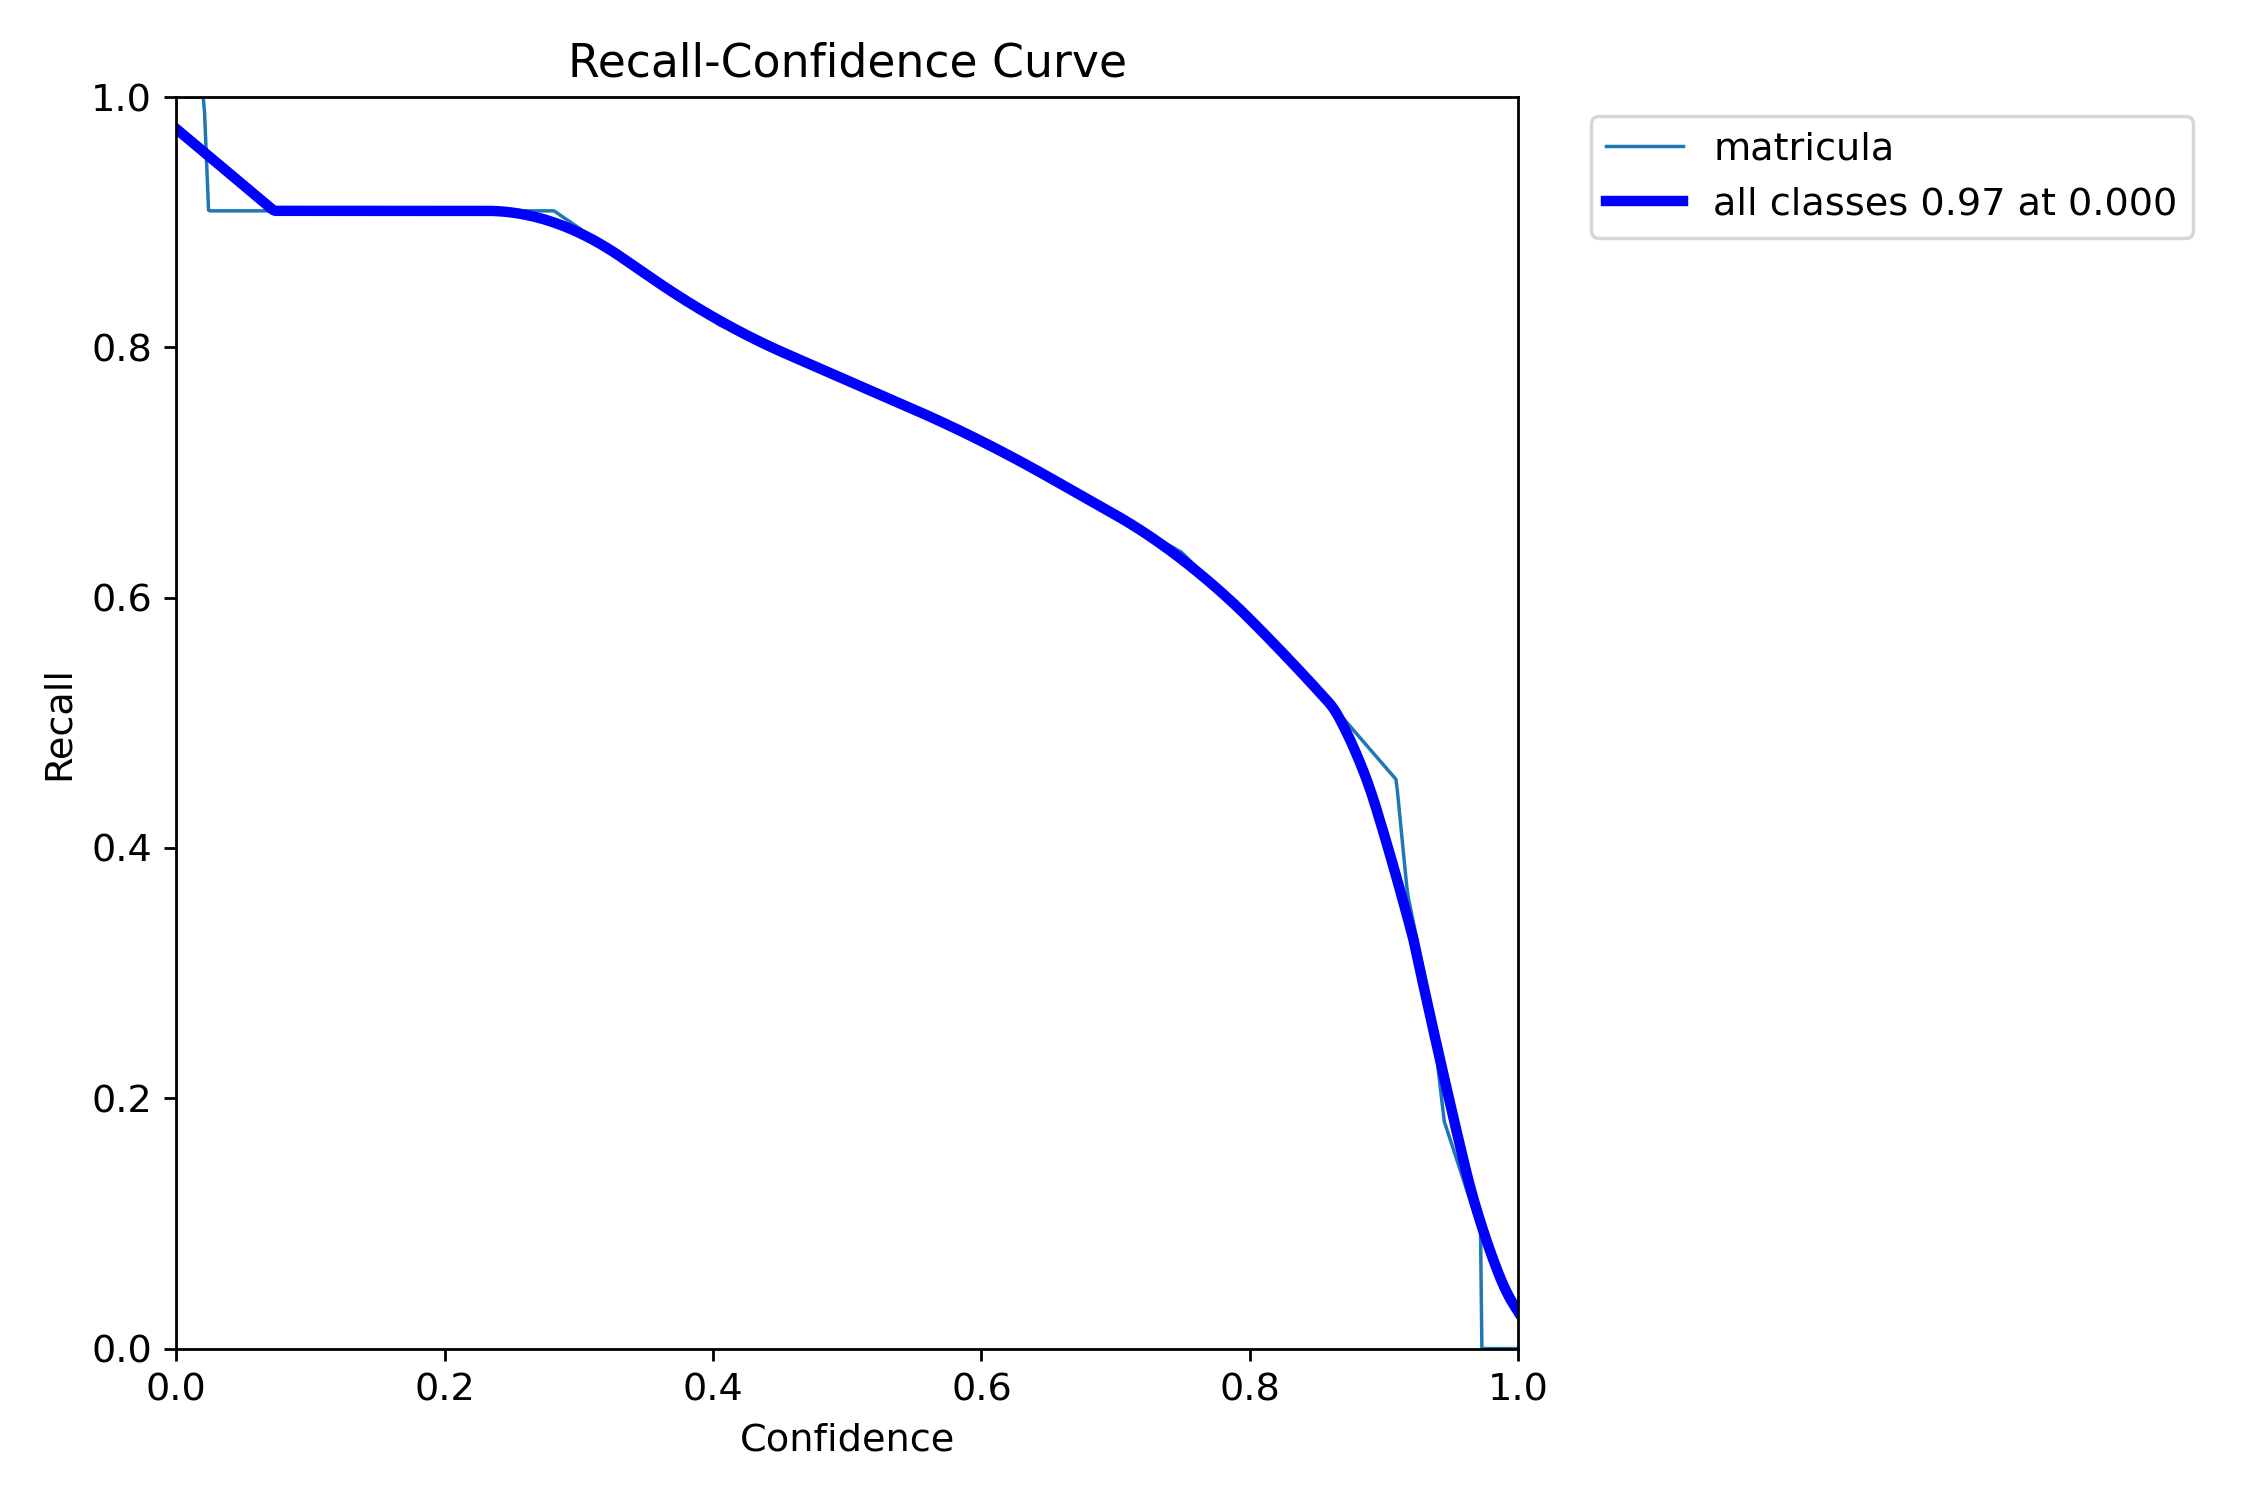 Recall-Confidence Curve
matricula
all classes 0.97 at 0.000
1.0
0.8
0.6
0.4
0.2
0.0
Recall
0.0 0.2 0.4 0.6 0.8 1.0
Confidence